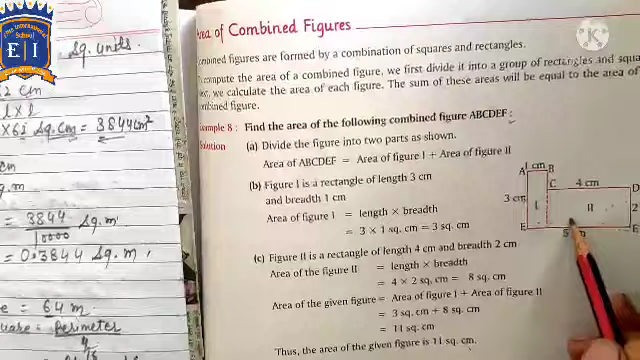 International
School
E I
Sq. units.
2 cm
l x l
x 62 Sq. cm = 3844 cm²
cm
q.m
= 3844 Sq. m
10000
= 0.3844 Sq. m.
= 64 m
square = perimeter
4
Area of Combined Figures
Combined figures are formed by a combination of squares and rectangles.
compute the area of a combined figure, we first divide it into a group of rectangles and squa
we calculate the area of each figure. The sum of these areas will be equal to the area of
combined figure.
Example 8 : Find the area of the following combined figure ABCDEF :
Solution (a) Divide the figure into two parts as shown.
Area of ABCDEF = Area of figure I + Area of figure II
(b) Figure I is a rectangle of length 3 cm
and breadth 1 cm
Area of figure I = length × breadth
= 3 × 1 sq. cm = 3 sq. cm
(c) Figure II is a rectangle of length 4 cm and breadth 2 cm
Area of the figure II = length × breadth
= 4 × 2 sq. cm = 8 sq. cm
Area of the given figure = Area of figure I + Area of figure II
= 3 sq. cm + 8 sq. cm
= 11 sq. cm
Thus, the area of the given figure is 11 sq. cm.
1 cm
A B
C 4 cm D
3 cm I II 2
5 cm
K